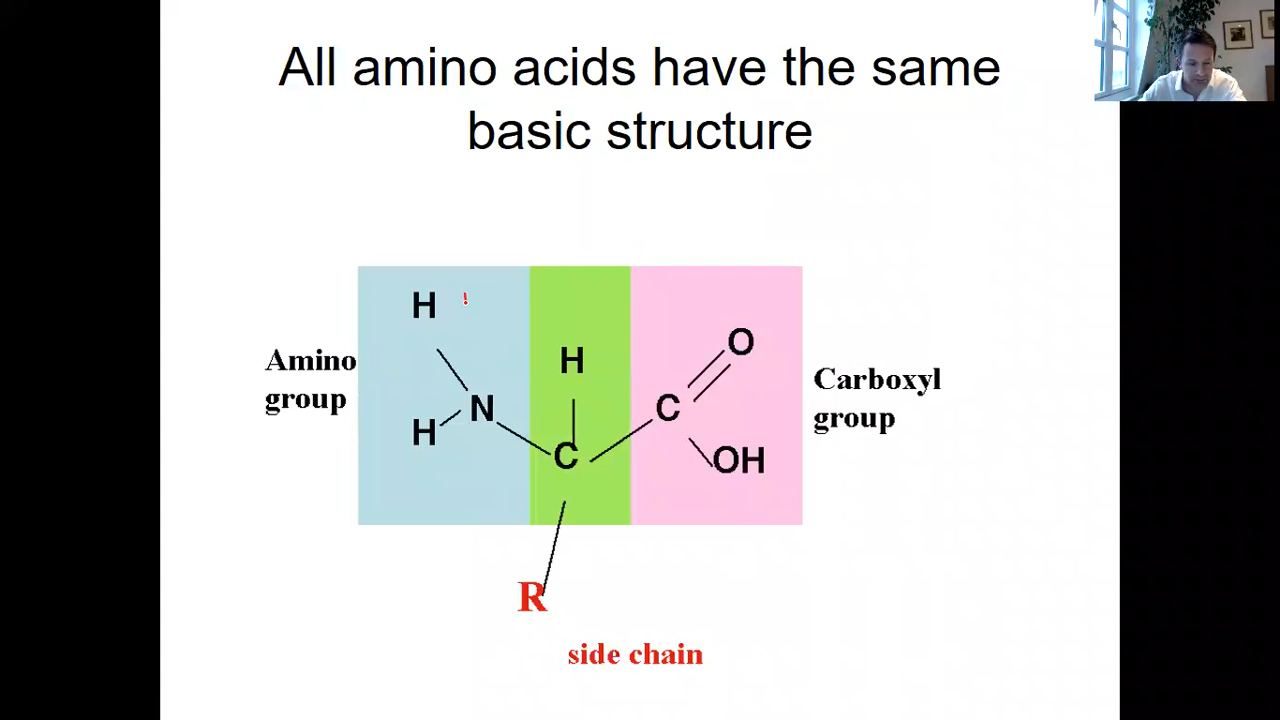 All amino acids have the same
basic structure
H
H
O
Amino
group
Carboxyl
group
N
C
H
C
OH
R
side chain